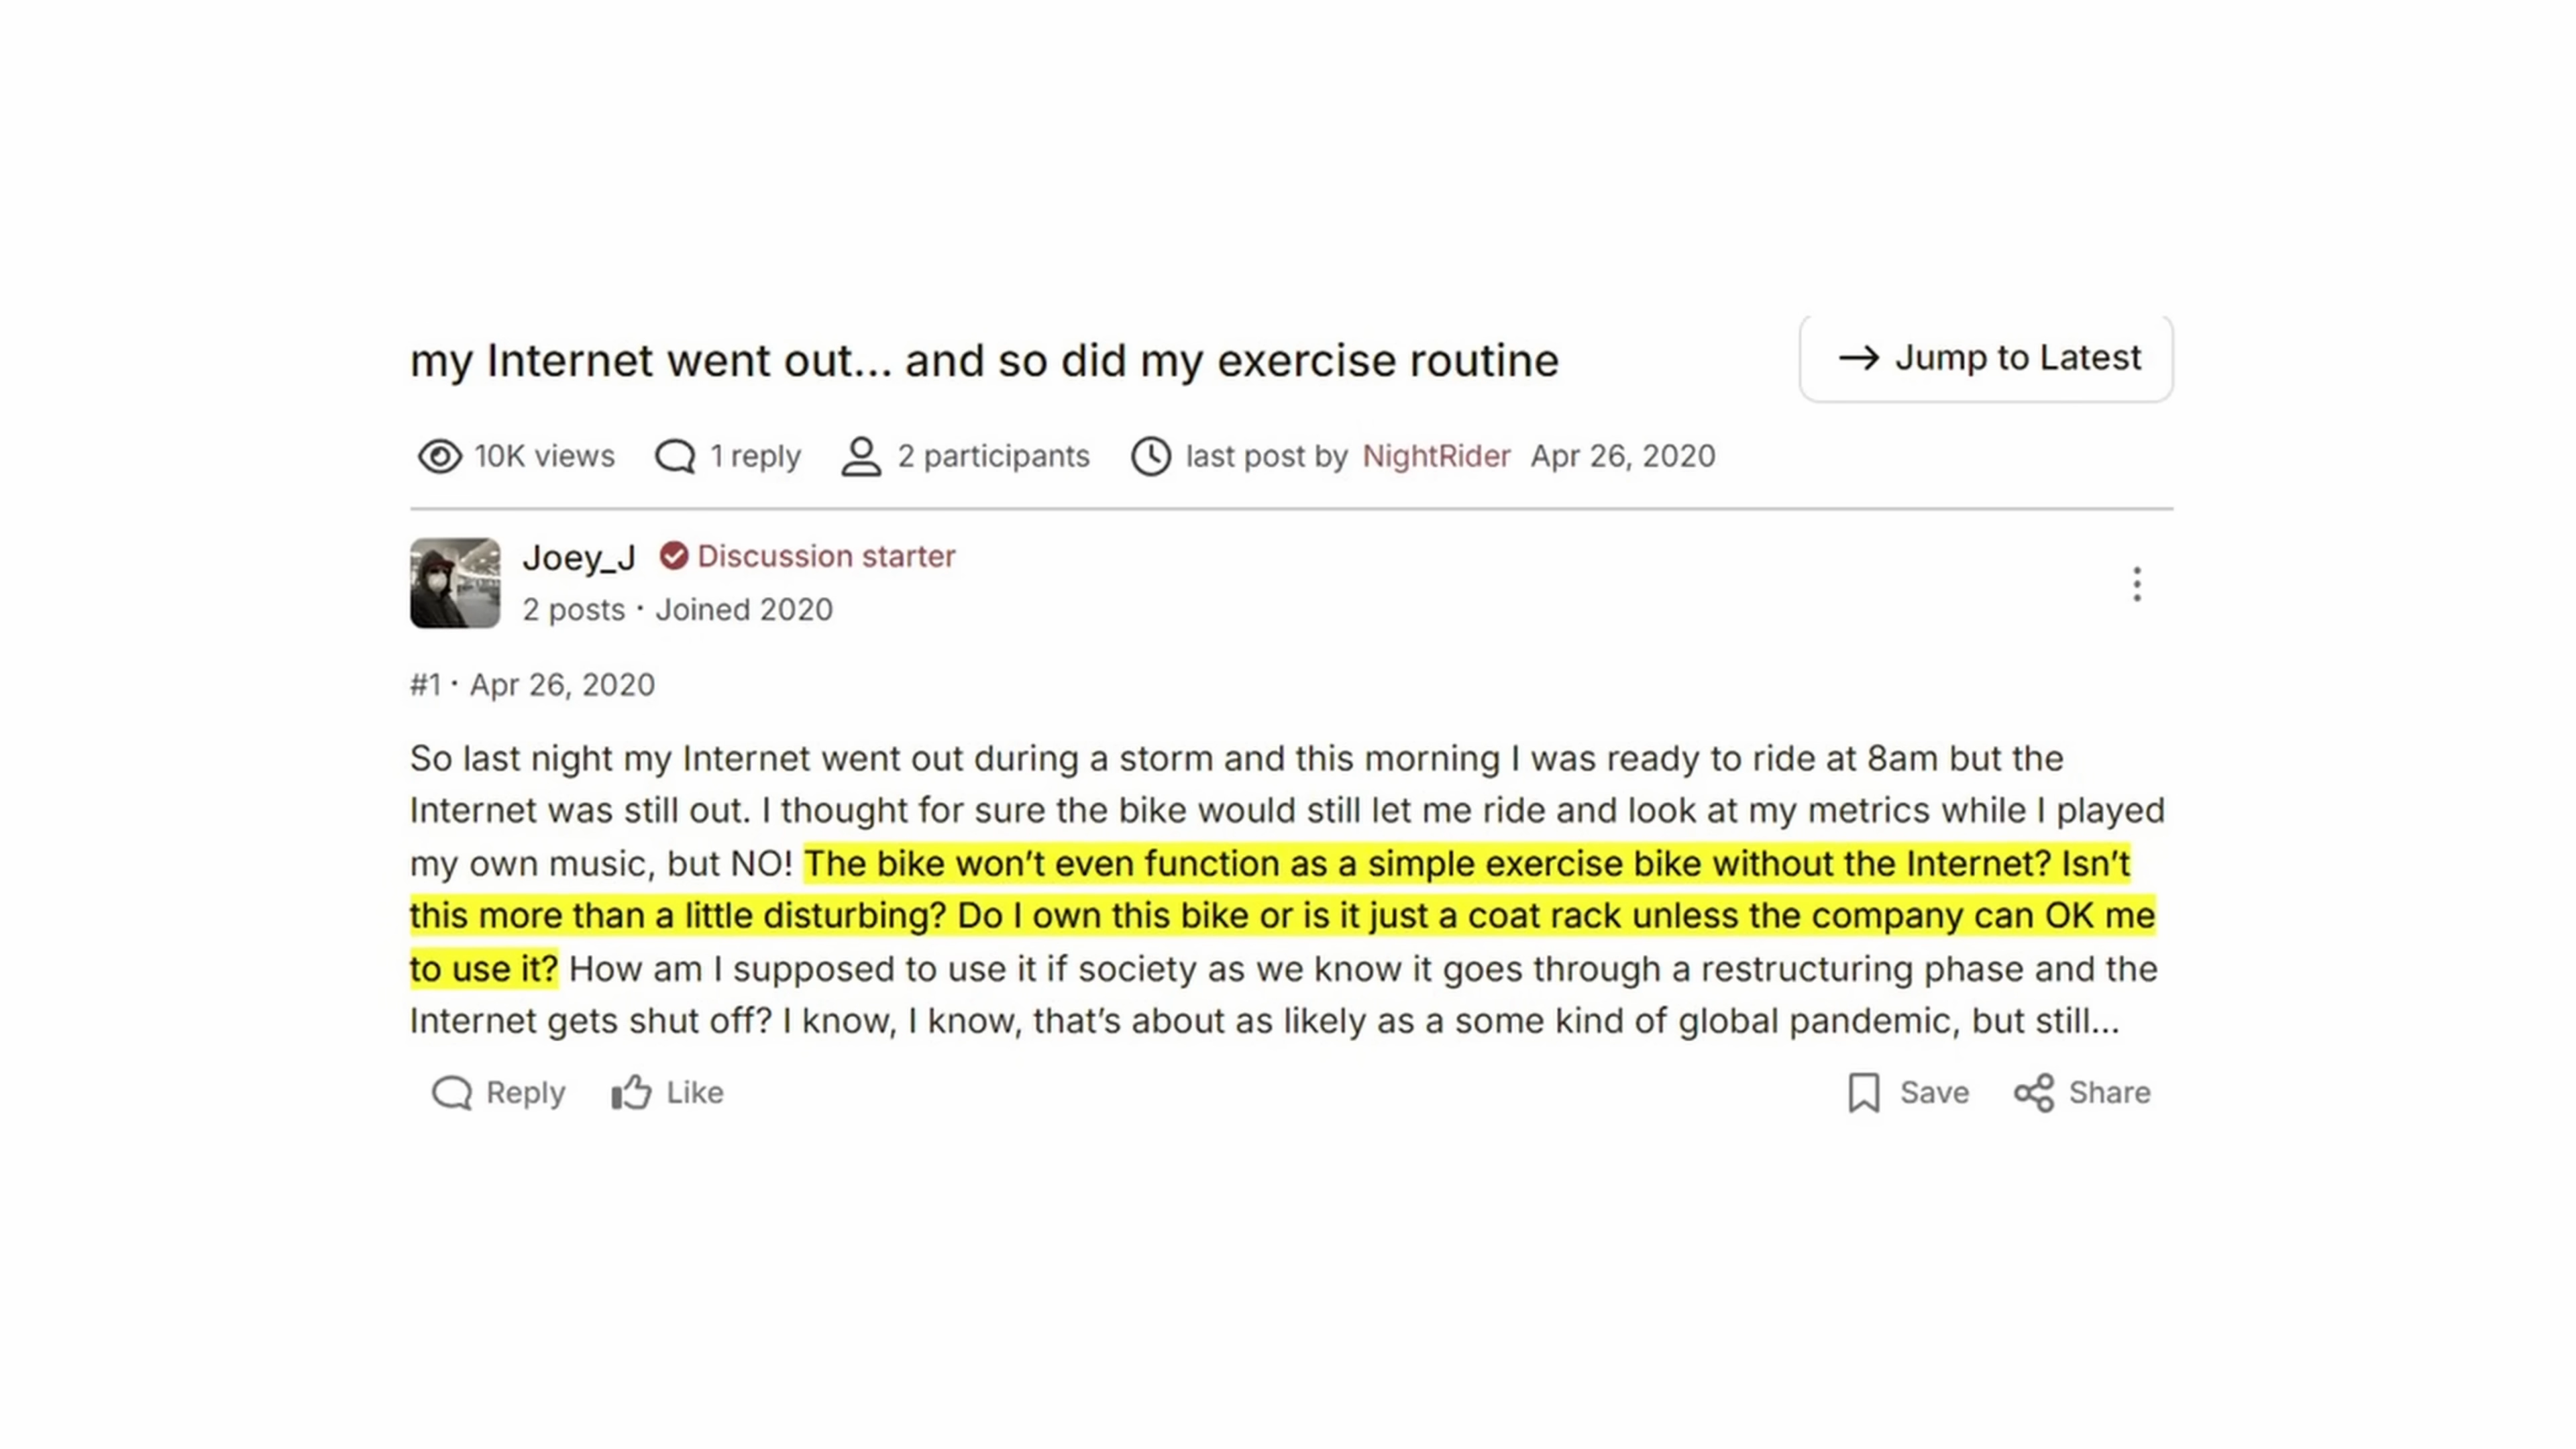 my Internet went out... and so did my exercise routine
→ Jump to Latest
10K views 1 reply 2 participants last post by NightRider Apr 26, 2020
Joey_J Discussion starter
2 posts · Joined 2020
#1 · Apr 26, 2020
So last night my Internet went out during a storm and this morning I was ready to ride at 8am but the
Internet was still out. I thought for sure the bike would still let me ride and look at my metrics while I played
my own music, but NO! The bike won't even function as a simple exercise bike without the Internet? Isn't
this more than a little disturbing? Do I own this bike or is it just a coat rack unless the company can OK me
to use it? How am I supposed to use it if society as we know it goes through a restructuring phase and the
Internet gets shut off? I know, I know, that's about as likely as a some kind of global pandemic, but still...
Reply Like Save Share